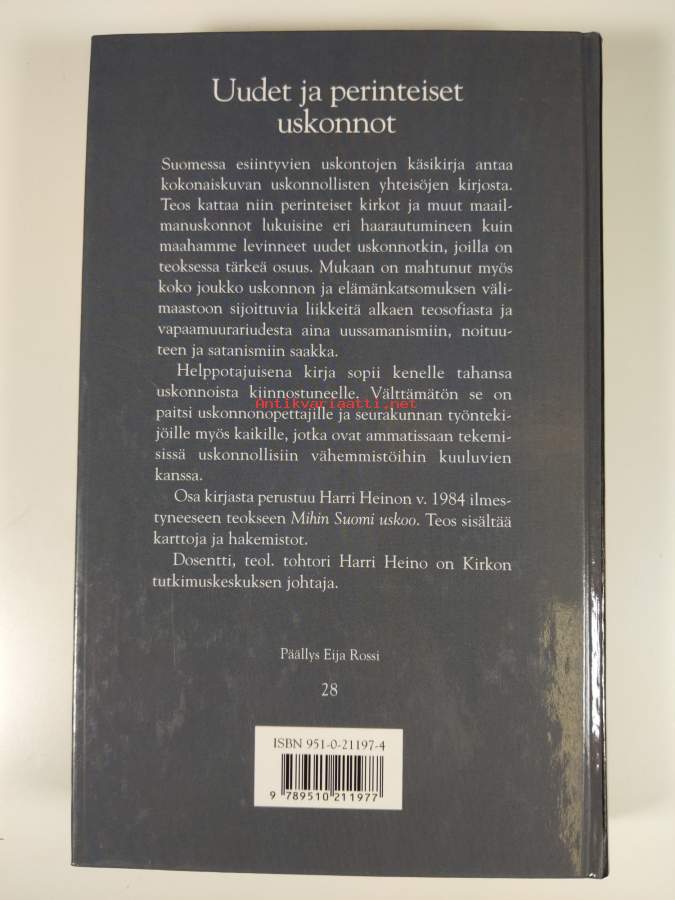 Uudet ja perinteiset
uskonnot
Suomessa esiintyvien uskontojen käsikirja antaa
kokonaiskuvan uskonnollisten yhteisöjen kirjosta.
Teos kattaa niin perinteiset kirkot ja muut maail-
manuskonnot lukuisine eri haarautumineen kuin
maahamme levinneet uudet uskonnotkin, joilla on
teoksessa tärkeä osuus. Mukaan on mahtunut myös
koko joukko uskonnon ja elämänkatsomuksen väli-
maastoon sijoittuvia liikkeitä alkaen teosofiasta ja
vapaamuurariudesta aina uussamanismiin, noituu-
teen ja satanismiin saakka.
Helppotajuisena kirja sopii kenelle tahansa
uskonnoista kiinnostuneelle. Välttämätön se on
Antikvariaatti.net
paitsi uskonnonopettajille ja seurakunnan työnteki-
jöille myös kaikille, jotka ovat ammatissaan tekemi-
sissä uskonnollisiin vähemmistöihin kuuluvien
kanssa.
Osa kirjasta perustuu Harri Heinon v. 1984 ilmes-
tyneeseen teokseen Mihin Suomi uskoo. Teos sisältää
karttoja ja hakemistot.
Dosentti, teol. tohtori Harri Heino on Kirkon
tutkimuskeskuksen johtaja.
Päällys Eija Rossi
28
ISBN 951-0-21197-4
9 789510 211977